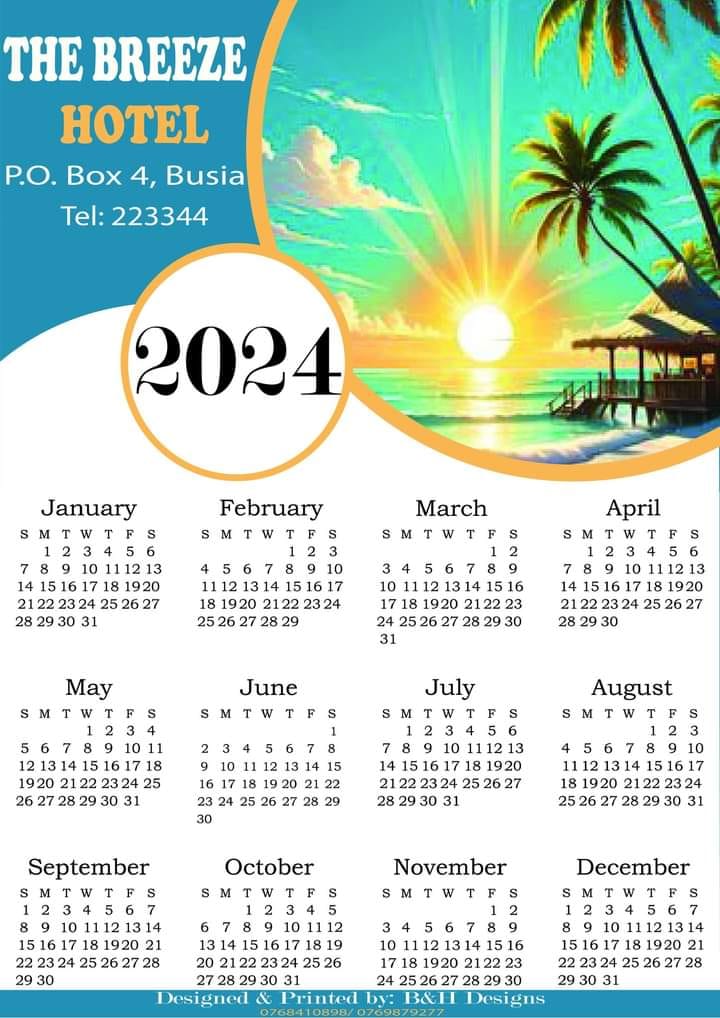 THE BREEZE
HOTEL
P.O. Box 4, Busia
Tel: 223344
2024
January
S M T W T F S
1 2 3 4 5 6
7 8 9 10 11 12 13
14 15 16 17 18 19 20
21 22 23 24 25 26 27
28 29 30 31
February
S M T W T F S
1 2 3
4 5 6 7 8 9 10
11 12 13 14 15 16 17
18 19 20 21 22 23 24
25 26 27 28 29
March
S M T W T F S
1 2
3 4 5 6 7 8 9
10 11 12 13 14 15 16
17 18 19 20 21 22 23
24 25 26 27 28 29 30
31
April
S M T W T F S
1 2 3 4 5 6
7 8 9 10 11 12 13
14 15 16 17 18 19 20
21 22 23 24 25 26 27
28 29 30
May
S M T W T F S
1 2 3 4
5 6 7 8 9 10 11
12 13 14 15 16 17 18
19 20 21 22 23 24 25
26 27 28 29 30 31
June
S M T W T F S
1
2 3 4 5 6 7 8
9 10 11 12 13 14 15
16 17 18 19 20 21 22
23 24 25 26 27 28 29
30
July
S M T W T F S
1 2 3 4 5 6
7 8 9 10 11 12 13
14 15 16 17 18 19 20
21 22 23 24 25 26 27
28 29 30 31
August
S M T W T F S
1 2 3
4 5 6 7 8 9 10
11 12 13 14 15 16 17
18 19 20 21 22 23 24
25 26 27 28 29 30 31
September
S M T W T F S
1 2 3 4 5 6 7
8 9 10 11 12 13 14
15 16 17 18 19 20 21
22 23 24 25 26 27 28
29 30
October
S M T W T F S
1 2 3 4 5
6 7 8 9 10 11 12
13 14 15 16 17 18 19
20 21 22 23 24 25 26
27 28 29 30 31
November
S M T W T F S
1 2
3 4 5 6 7 8 9
10 11 12 13 14 15 16
17 18 19 20 21 22 23
24 25 26 27 28 29 30
December
S M T W T F S
1 2 3 4 5 6 7
8 9 10 11 12 13 14
15 16 17 18 19 20 21
22 23 24 25 26 27 28
29 30 31
Designed & Printed by: B&H Designs
0768410898/ 0769879277